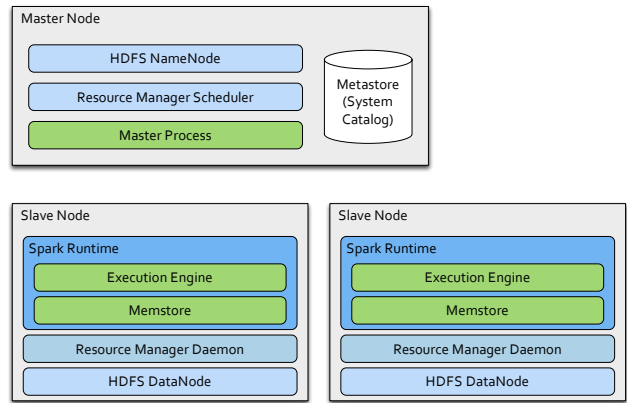 Master Node
HDFS NameNode
Resource Manager Scheduler
Master Process
Metastore
(System
Catalog)
Slave Node
Spark Runtime
Execution Engine
Memstore
Resource Manager Daemon
HDFS DataNode
Slave Node
Spark Runtime
Execution Engine
Memstore
Resource Manager Daemon
HDFS DataNode